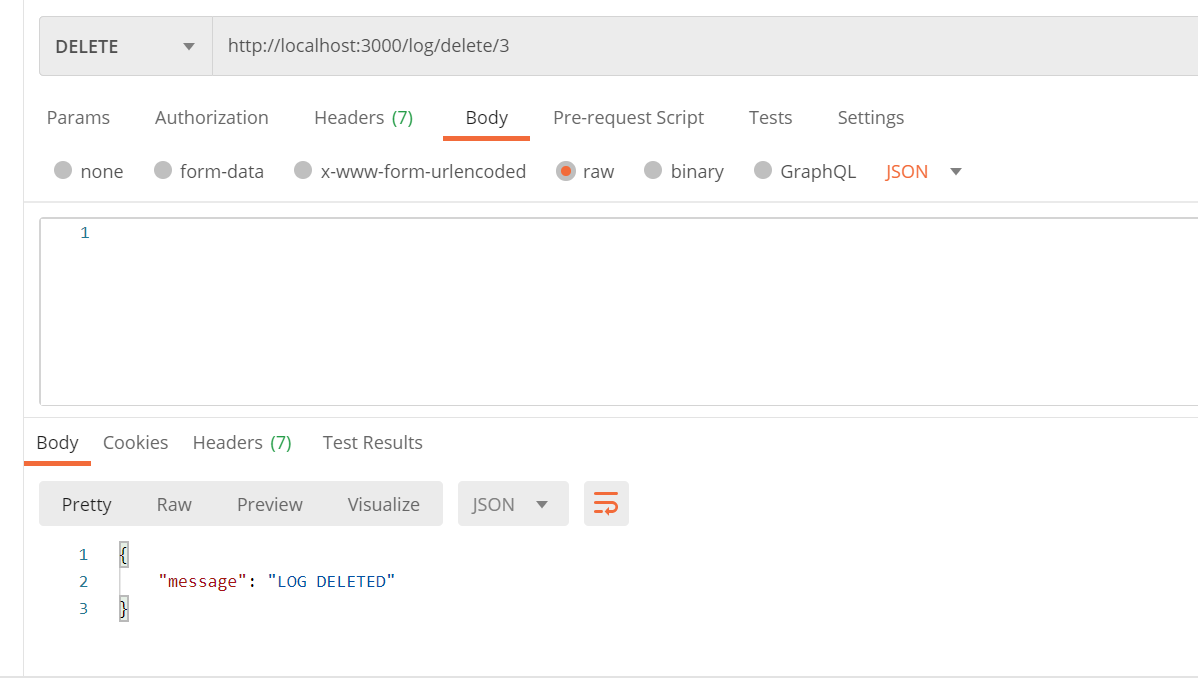 DELETE http://localhost:3000/log/delete/3
Params Authorization Headers (7) Body Pre-request Script Tests Settings
none form-data x-www-form-urlencoded raw binary GraphQL JSON
1
Body Cookies Headers (7) Test Results
Pretty Raw Preview Visualize JSON
1 {
2 "message": "LOG DELETED"
3 }